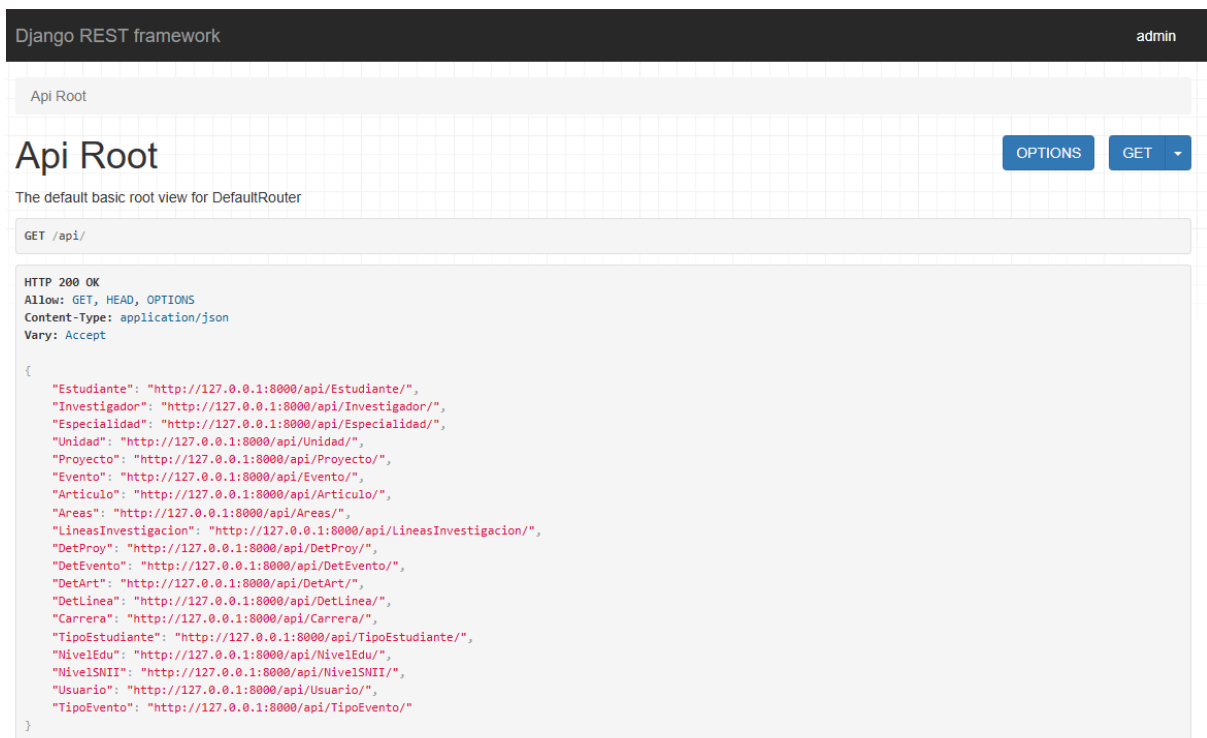 Django REST framework
admin
Api Root
Api Root
OPTIONS
GET
The default basic root view for DefaultRouter
GET /api/
HTTP 200 OK
Allow: GET, HEAD, OPTIONS
Content-Type: application/json
Vary: Accept
{
"Estudiante": "http://127.0.0.1:8000/api/Estudiante/",
"Investigador": "http://127.0.0.1:8000/api/Investigador/",
"Especialidad": "http://127.0.0.1:8000/api/Especialidad/",
"Unidad": "http://127.0.0.1:8000/api/Unidad/",
"Proyecto": "http://127.0.0.1:8000/api/Proyecto/",
"Evento": "http://127.0.0.1:8000/api/Evento/",
"Articulo": "http://127.0.0.1:8000/api/Articulo/",
"Areas": "http://127.0.0.1:8000/api/Areas/",
"LineasInvestigacion": "http://127.0.0.1:8000/api/LineasInvestigacion/",
"DetProy": "http://127.0.0.1:8000/api/DetProy/",
"DetEvento": "http://127.0.0.1:8000/api/DetEvento/",
"DetArt": "http://127.0.0.1:8000/api/DetArt/",
"DetLinea": "http://127.0.0.1:8000/api/DetLinea/",
"Carrera": "http://127.0.0.1:8000/api/Carrera/",
"TipoEstudiante": "http://127.0.0.1:8000/api/TipoEstudiante/",
"NivelEdu": "http://127.0.0.1:8000/api/NivelEdu/",
"NivelSNII": "http://127.0.0.1:8000/api/NivelSNII/",
"Usuario": "http://127.0.0.1:8000/api/Usuario/",
"TipoEvento": "http://127.0.0.1:8000/api/TipoEvento/"
}